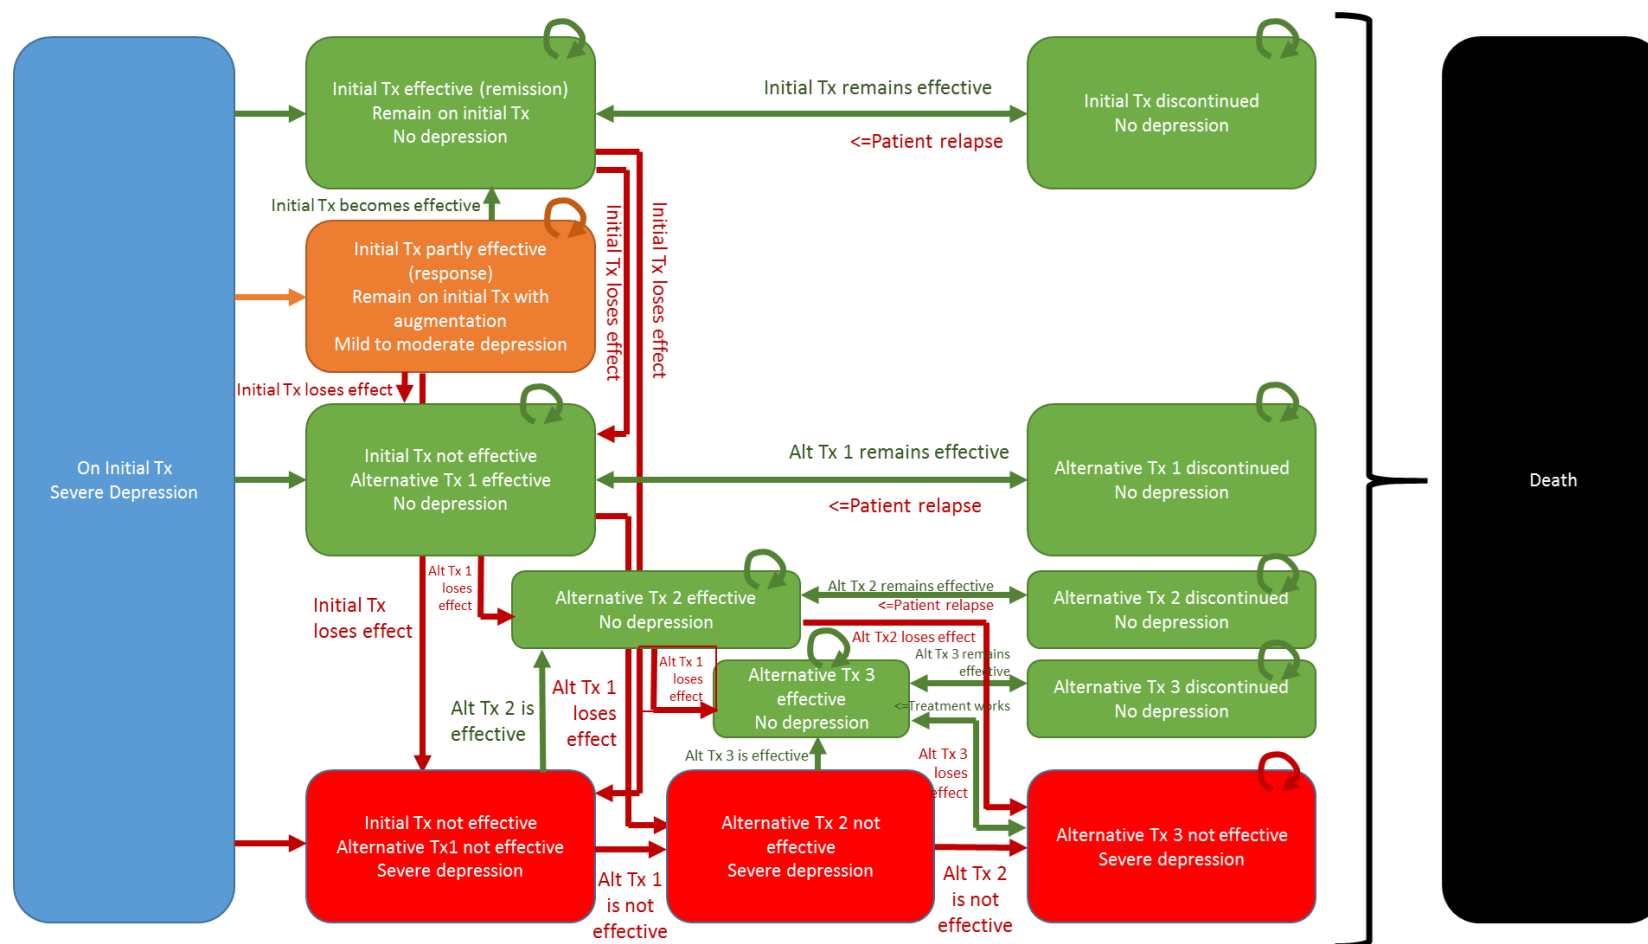 On Initial Tx
Severe Depression
Initial Tx effective (remission)
Remain on initial Tx
No depression
Initial Tx remains effective
<=Patient relapse
Initial Tx discontinued
No depression
Initial Tx becomes effective
Initial Tx partly effective
(response)
Remain on initial Tx with
augmentation
Mild to moderate depression
Initial Tx loses effect
Initial Tx loses effect
Initial Tx loses effect
Initial Tx not effective
Alternative Tx 1 effective
No depression
Alt Tx 1 remains effective
<=Patient relapse
Alternative Tx 1 discontinued
No depression
Death
Initial Tx
loses effect
Alt Tx 1
loses
effect
Alternative Tx 2 effective
No depression
Alt Tx 2 remains effective
<=Patient relapse
Alternative Tx 2 discontinued
No depression
Alt Tx2 loses effect
Alt Tx 1
loses
effect
Alternative Tx 3
effective
No depression
Alt Tx 3 remains
effective
<=Treatment works
Alternative Tx 3 discontinued
No depression
Alt Tx 2 is
effective
Alt Tx 1
loses
effect
Alt Tx 3 is effective
Alt Tx 3
loses
effect
Initial Tx not effective
Alternative Tx1 not effective
Severe depression
Alt Tx 1
is not
effective
Alternative Tx 2 not
effective
Severe depression
Alt Tx 2
is not
effective
Alternative Tx 3 not effective
Severe depression